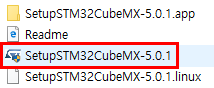 SetupSTM32CubeMX-5.0.1.app
Readme
SetupSTM32CubeMX-5.0.1
SetupSTM32CubeMX-5.0.1.linux